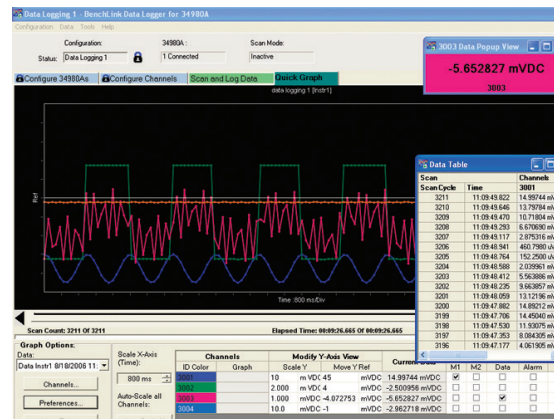 Data Logging 1 - BenchLink Data Logger for 34980A
Configuration Data Tools Help
Configuration: 34980A : Scan Mode:
Status: Data Logging 1 1 Connected Inactive
3003 Data Popup View
-5.652827 mVDC
3003
Configure 34980As Configure Channels Scan and Log Data Quick Graph
data logging 1 [Instr1]
Ref
Time :800 ms/Div
Data Table
Scan Channels
Scan Cycle Time 3001
3211 11:09:49.822 14.99744 m
3210 11:09:49.646 13.79784 m
3209 11:09:49.470 10.71804 m
3208 11:09:49.293 6.670690 m
3207 11:09:49.117 2.875316 m
3206 11:09:48.941 460.7980 u
3205 11:09:48.764 152.2500 u
3204 11:09:48.588 2.039961 m
3203 11:09:48.412 5.563886 m
3202 11:09:48.235 9.663857 m
3201 11:09:48.059 13.12196 m
3200 11:09:47.882 14.89212 m
3199 11:09:47.706 14.45040 m
3198 11:09:47.530 11.93075 m
3197 11:09:47.353 8.084305 m
3196 11:09:47.177 4.061905 m
Scan Count: 3211 Of 3211 Elapsed Time: 00:09:26.665 Of 00:09:26.665
Graph Options:
Data:
Data Instr1 8/18/2006 11:
Channels...
Preferences...
Scale X-Axis
(Time)
800 ms
Auto-Scale all
Channels:
Channels Modify Y-Axis View
ID Color Graph Scale Y Move Y Ref M1 M2 Data Alarm
3001 10 m VDC 45 mVDC 14.99744 mVDC
3002 2.000 m VDC 4 mVDC -2.500956 mVDC
3003 1.000 mVDC -4.072753 mVDC -5.652827 mVDC
3004 10.0 mVDC -1 mVDC -2.962718 mVDC